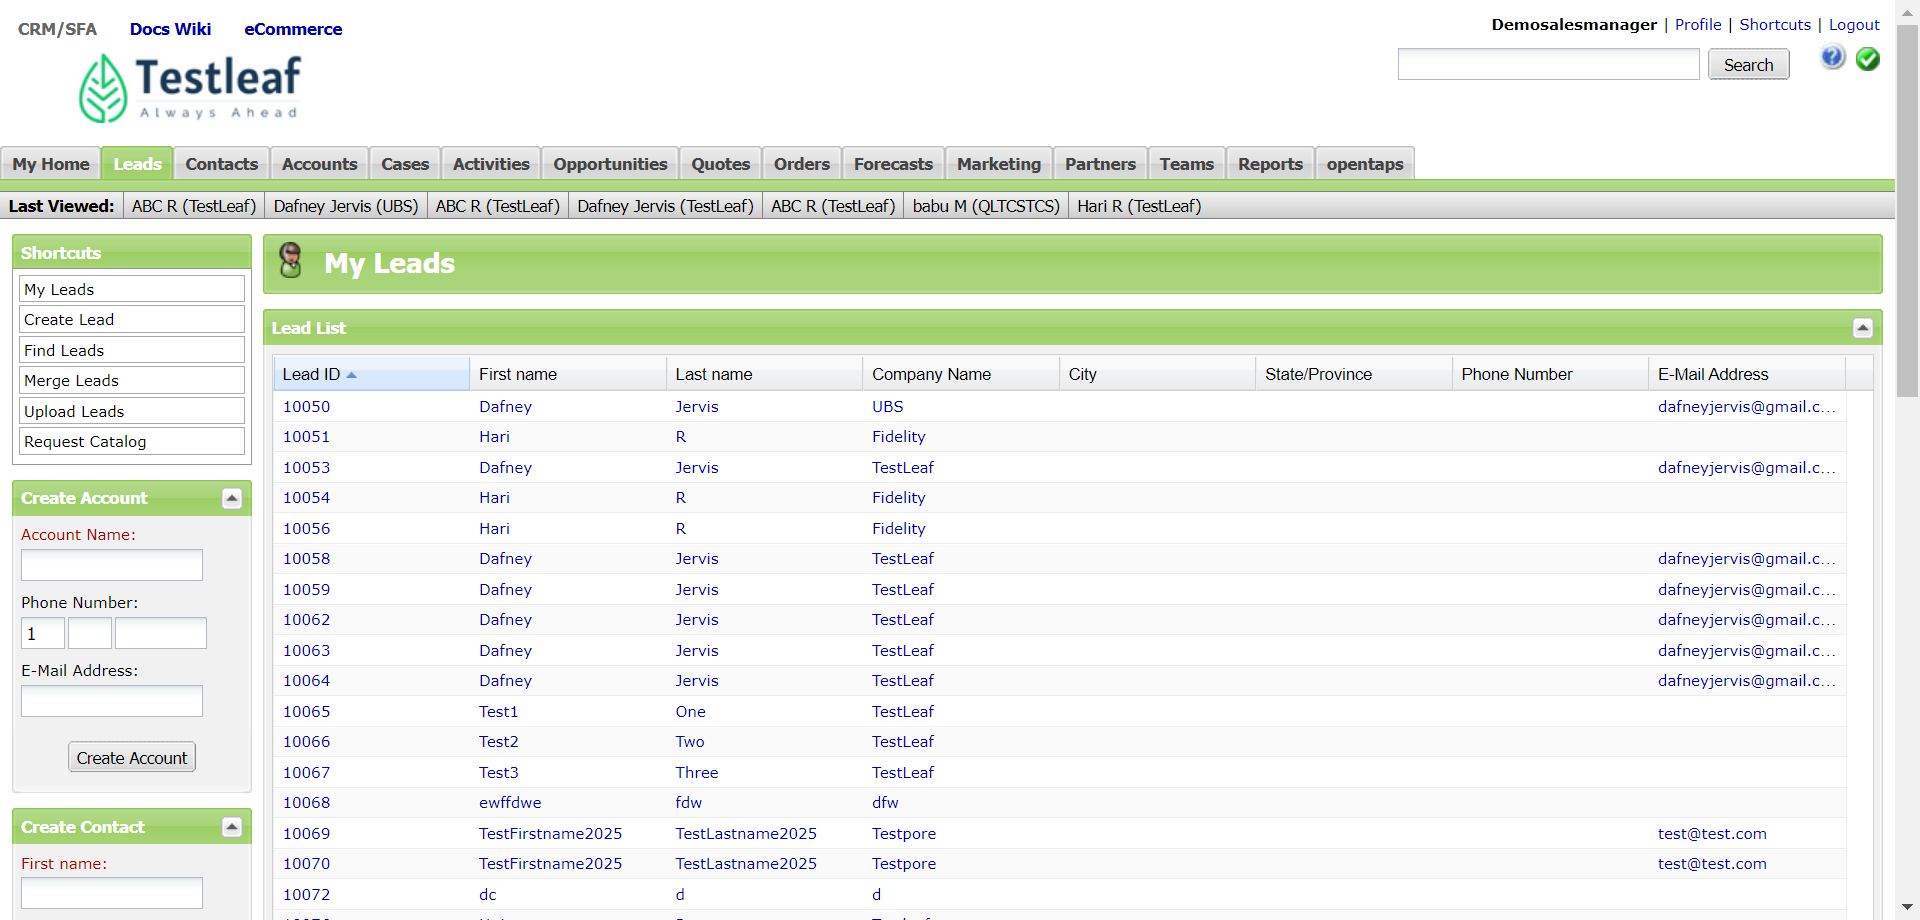 CRM/SFA Docs Wiki eCommerce
Demosalesmanager | Profile | Shortcuts | Logout
Search
Testleaf
Always Ahead
My Home Leads Contacts Accounts Cases Activities Opportunities Quotes Orders Forecasts Marketing Partners Teams Reports opentaps
Last Viewed: ABC R (TestLeaf) Dafney Jervis (UBS) ABC R (TestLeaf) Dafney Jervis (TestLeaf) ABC R (TestLeaf) babu M (QLTCSTCS) Hari R (TestLeaf)
Shortcuts
My Leads
Create Lead
Find Leads
Merge Leads
Upload Leads
Request Catalog
Create Account
Account Name:
Phone Number:
1
E-Mail Address:
Create Account
Create Contact
First name:
My Leads
Lead List
Lead ID First name Last name Company Name City State/Province Phone Number E-Mail Address
10050 Dafney Jervis UBS dafneyjervis@gmail.c...
10051 Hari R Fidelity
10053 Dafney Jervis TestLeaf dafneyjervis@gmail.c...
10054 Hari R Fidelity
10056 Hari R Fidelity
10058 Dafney Jervis TestLeaf dafneyjervis@gmail.c...
10059 Dafney Jervis TestLeaf dafneyjervis@gmail.c...
10062 Dafney Jervis TestLeaf dafneyjervis@gmail.c...
10063 Dafney Jervis TestLeaf dafneyjervis@gmail.c...
10064 Dafney Jervis TestLeaf dafneyjervis@gmail.c...
10065 Test1 One TestLeaf
10066 Test2 Two TestLeaf
10067 Test3 Three TestLeaf
10068 ewffdwe fdw dfw
10069 TestFirstname2025 TestLastname2025 Testpore test@test.com
10070 TestFirstname2025 TestLastname2025 Testpore test@test.com
10072 dc d d